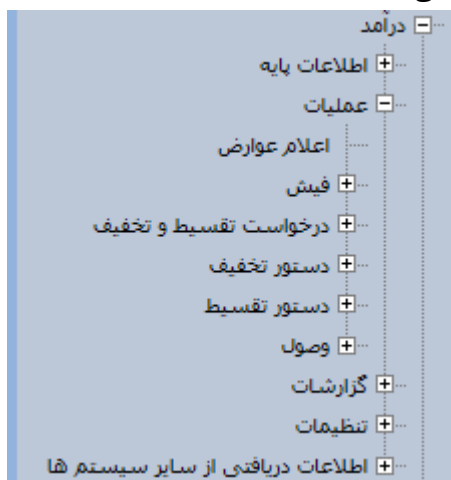 درآمد
اطلاعات پایه
عملیات
اعلام عوارض
فیش
درخواست تقسیط و تخفیف
دستور تخفیف
دستور تقسیط
وصول
گزارشات
تنظیمات
اطلاعات دریافتی از سایر سیستم ها